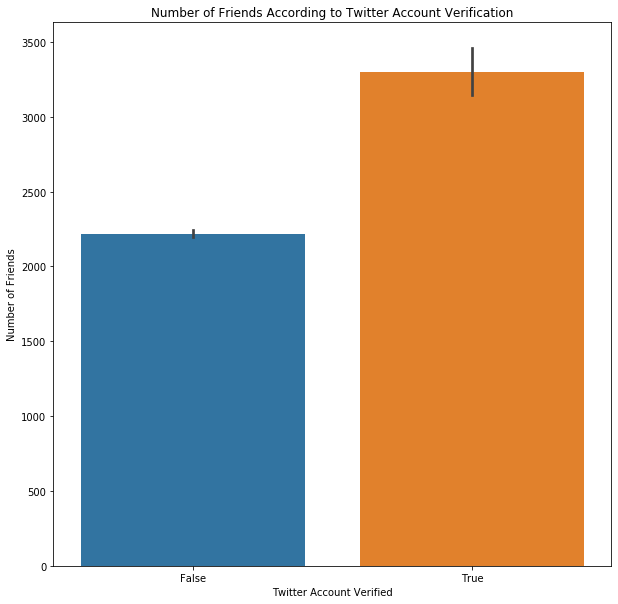 Number of Friends According to Twitter Account Verification
3500
3000
2500
2000
1500
1000
500
0
Number of Friends
False True
Twitter Account Verified